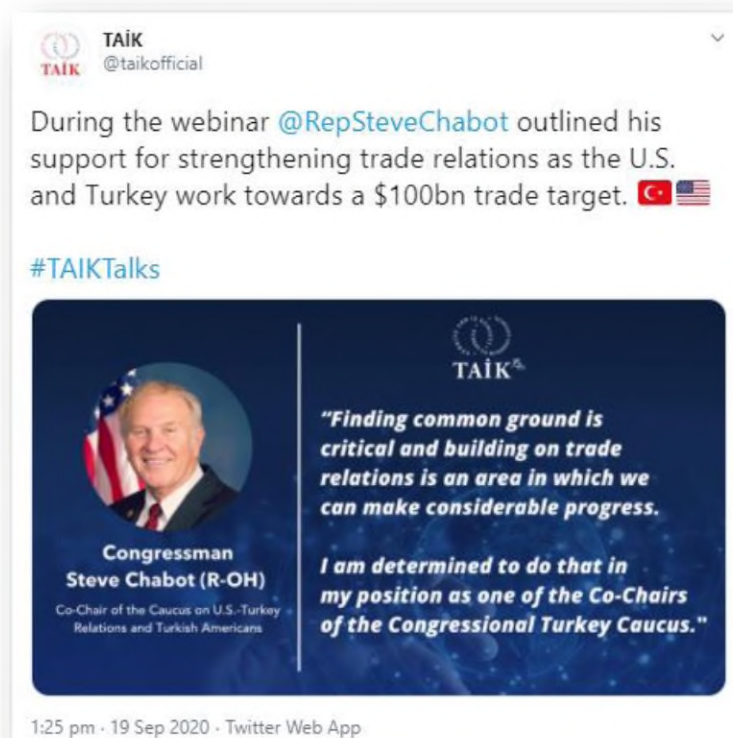 TAİK
@taikofficial
TAİK
During the webinar @RepSteveChabot outlined his
support for strengthening trade relations as the U.S.
and Turkey work towards a $100bn trade target.
#TAIKTalks
TAİK
"Finding common ground is
critical and building on trade
relations is an area in which we
can make considerable progress.
I am determined to do that in
my position as one of the Co-Chairs
of the Congressional Turkey Caucus."
Congressman
Steve Chabot (R-OH)
Co-Chair of the Caucus on U.S.-Turkey
Relations and Turkish Americans
1:25 pm · 19 Sep 2020 · Twitter Web App